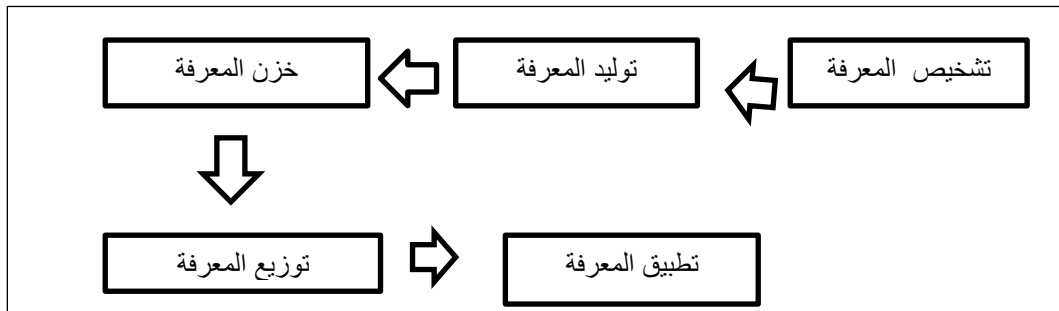 تشخيص المعرفة
توليد المعرفة
خزن المعرفة
توزيع المعرفة
تطبيق المعرفة